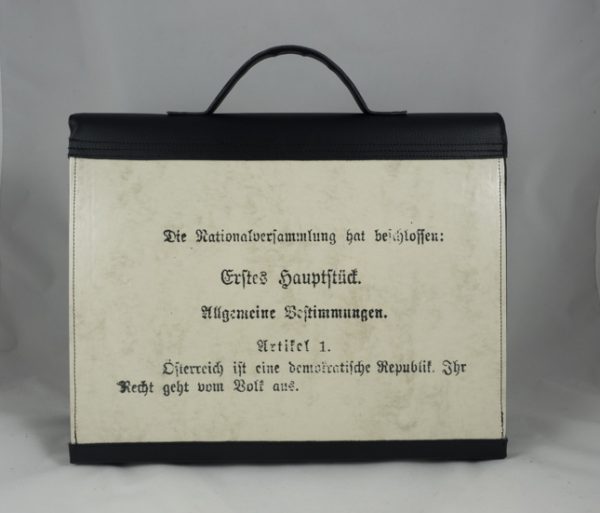 Die Nationalversammlung hat beschlossen:
Erstes Hauptstück.
Allgemeine Bestimmungen.
Artikel 1.
Österreich ist eine demokratische Republik. Ihr
Recht geht vom Volk aus.